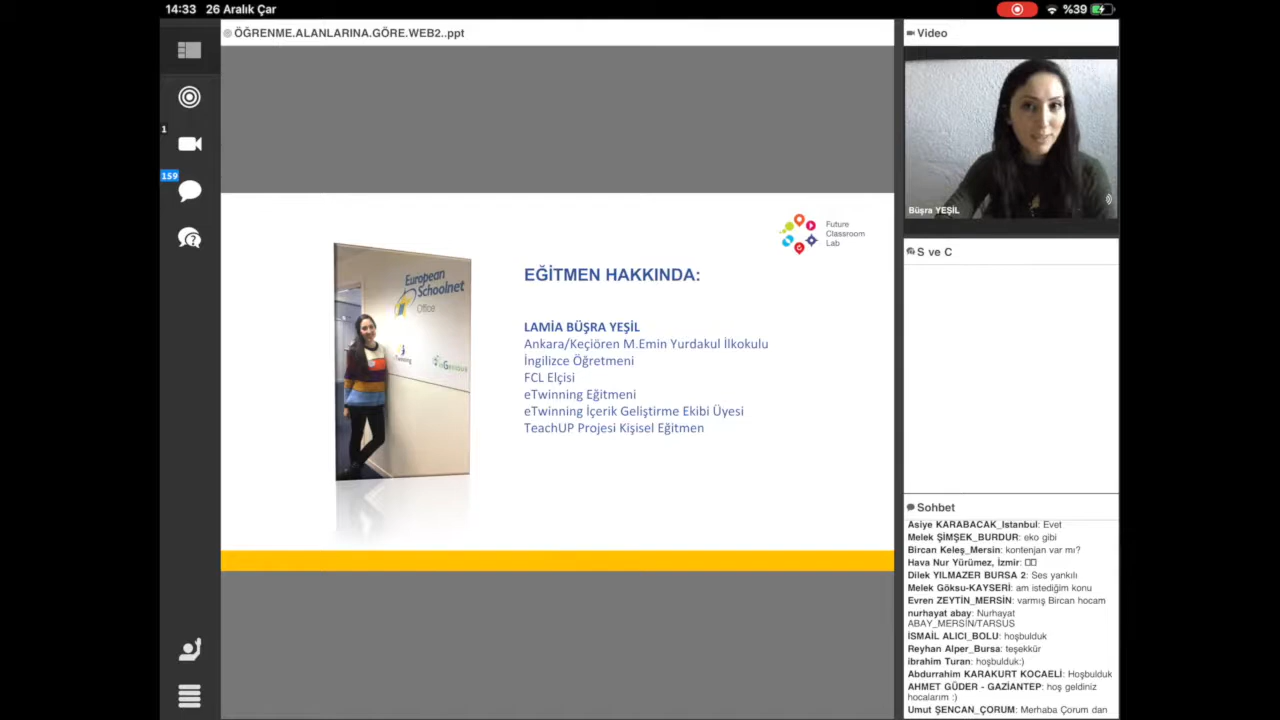 14:33 26 Aralık Çar
%39
ÖĞRENME.ALANLARINA.GÖRE.WEB2..ppt
Video
1
159
Büşra YEŞİL
Future
Classroom
Lab
European
Schoolnet
Office
EĞİTMEN HAKKINDA:
LAMİA BÜŞRA YEŞİL
Ankara/Keçiören M.Emin Yurdakul İlkokulu
İngilizce Öğretmeni
FCL Elçisi
eTwinning Eğitmeni
eTwinning İçerik Geliştirme Ekibi Üyesi
TeachUP Projesi Kişisel Eğitmen
S ve C
Sohbet
Asiye KARABACAK_Istanbul: Evet
Melek ŞİMŞEK_BURDUR: eko gibi
Bircan Keleş_Mersin: kontenjan var mı?
Hava Nur Yürümez, İzmir:
Dilek YILMAZER BURSA 2: Ses yankılı
Melek Göksu-KAYSERİ: am istediğim konu
Evren ZEYTİN_MERSİN: varmış Bircan hocam
nurhayat abay: Nurhayat
ABAY_MERSİN/TARSUS
İSMAİL ALICI_BOLU: hoşbulduk
Reyhan Alper_Bursa: teşekkür
ibrahim Turan: hoşbulduk:)
Abdurrahim KARAKURT KOCAELİ: Hoşbulduk
AHMET GÜDER - GAZİANTEP: hoş geldiniz
hocalarım :)
Umut ŞENCAN_ÇORUM: Merhaba Çorum dan